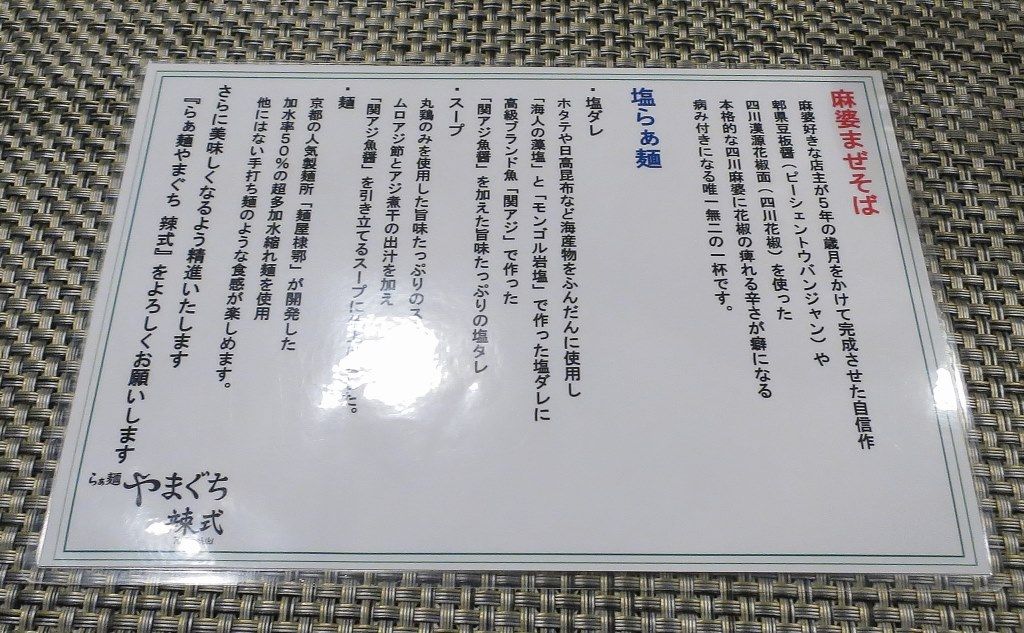 麻婆まぜそば
麻婆好きな店主が5年の歳月をかけて完成させた自信作
郫県豆板醤（ピーシェントウバンジャン）や
四川漢源花椒面（四川花椒）を使った
本格的な四川麻婆に花椒の痺れる辛さが癖になる
病み付きになる唯一無二の一杯です。
塩らぁ麺
・塩ダレ
ホタテや日高昆布など海産物をふんだんに使用し
「海人の藻塩」と「モンゴル岩塩」で作った塩ダレに
高級ブランド魚「関アジ」で作った
「関アジ魚醤」を加えた旨味たっぷりの塩タレ
・スープ
丸鶏のみを使用した旨味たっぷりのス
ムロアジ節とアジ煮干の出汁を加え
「関アジ魚醤」を引き立てるスープに た。
・麺
京都の人気製麺所「麺屋棣鄂」が開発した
加水率50％の超多加水縮れ麺を使用
他にはない手打ち麺のような食感が楽しめます。
さらに美味しくなるよう精進いたします
『らぁ麺やまぐち 辣式』をよろしくお願いします
らぁ麺 やまぐち
辣式